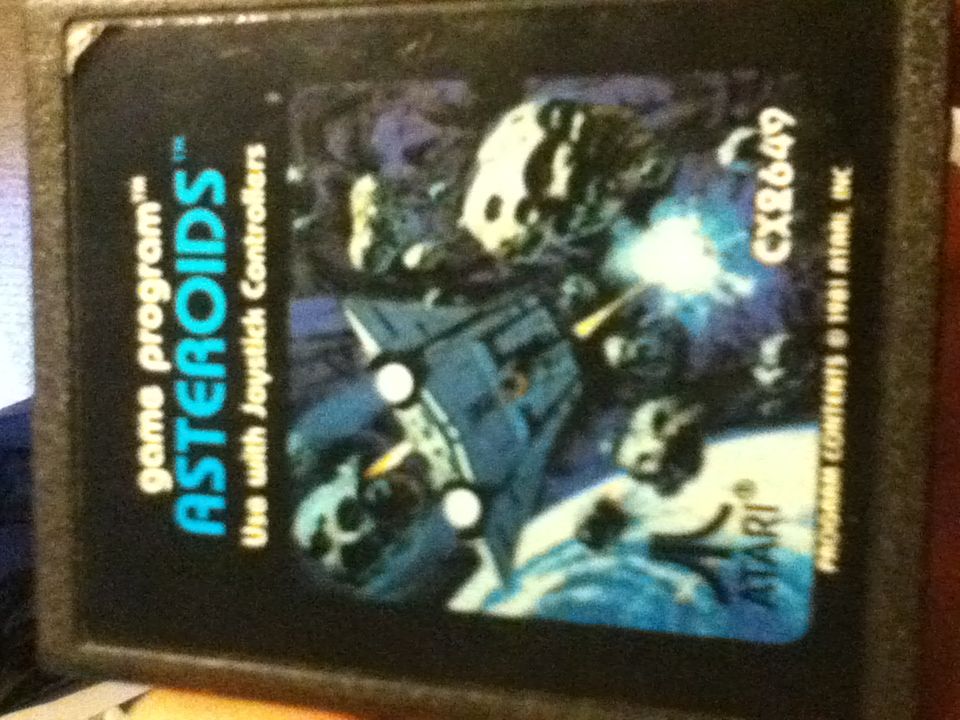 game program™
ASTEROIDS™
Use with Joystick Controllers
CX2649
ATARI®
PROGRAM CONTENTS © 1981 ATARI, INC